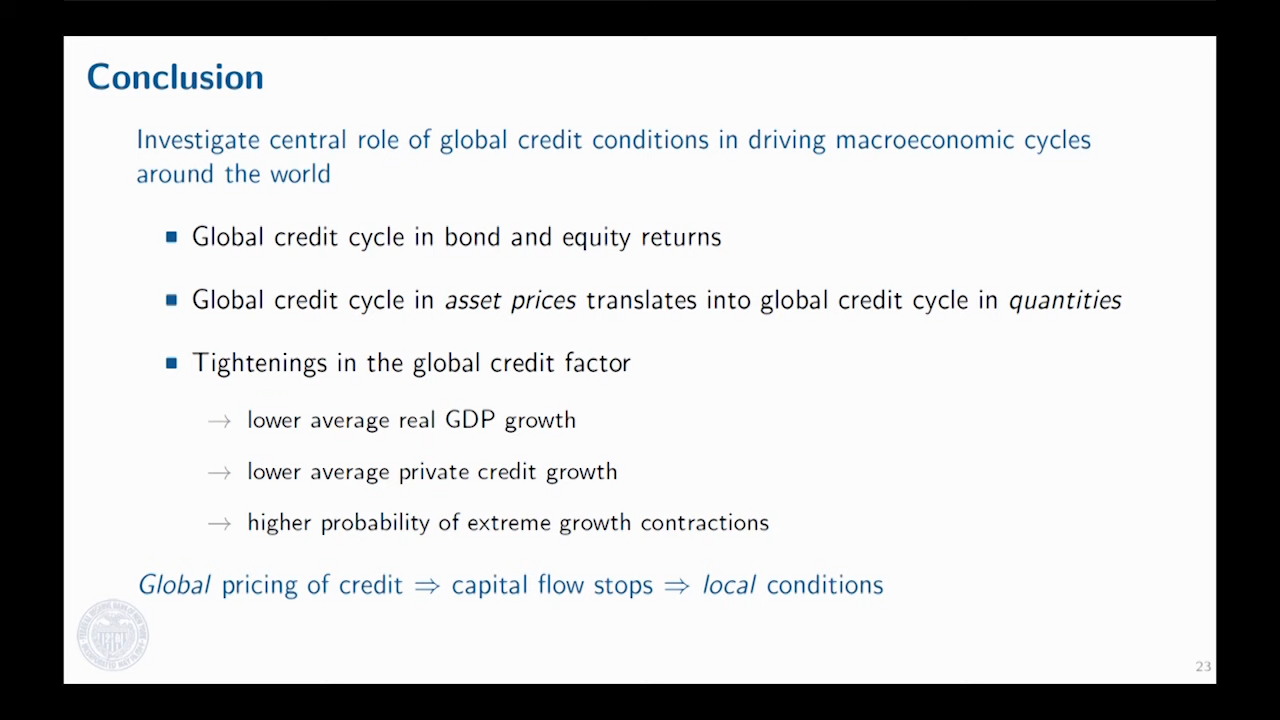 Conclusion
Investigate central role of global credit conditions in driving macroeconomic cycles
around the world
Global credit cycle in bond and equity returns
Global credit cycle in asset prices translates into global credit cycle in quantities
Tightenings in the global credit factor
→ lower average real GDP growth
→ lower average private credit growth
→ higher probability of extreme growth contractions
Global pricing of credit ⇒ capital flow stops ⇒ local conditions
23